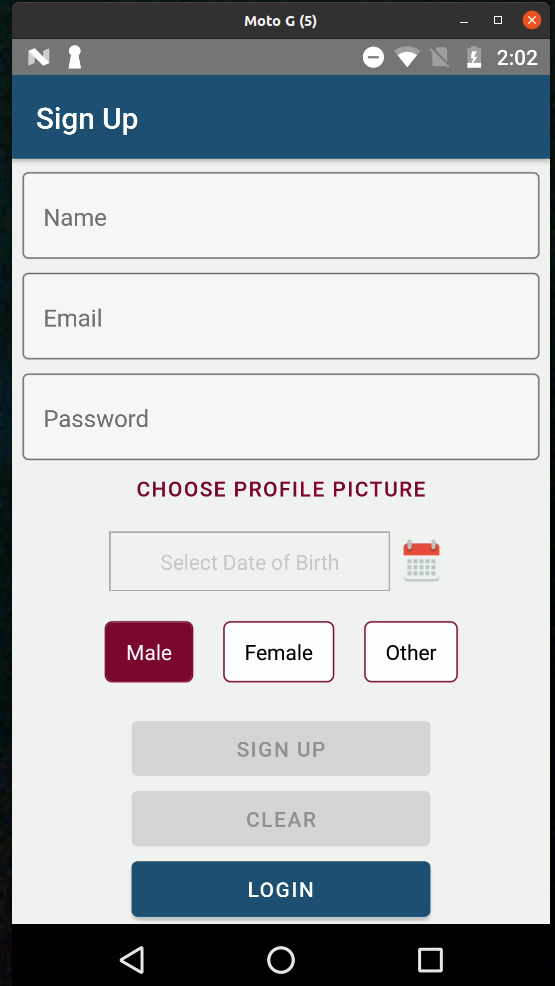 Moto G (5)
2:02
Sign Up
Name
Email
Password
CHOOSE PROFILE PICTURE
Select Date of Birth
Male Female Other
SIGN UP
CLEAR
LOGIN